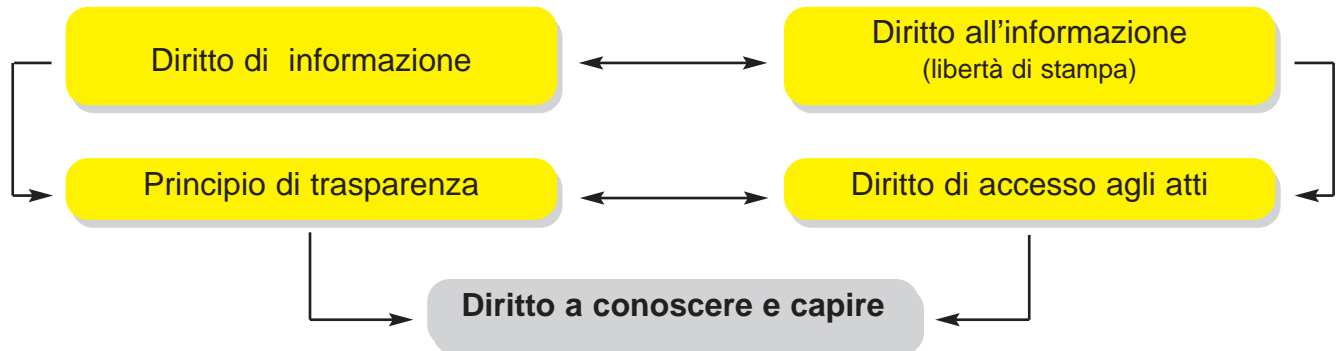 Diritto di informazione
Diritto all'informazione
(libertà di stampa)
Principio di trasparenza
Diritto di accesso agli atti
Diritto a conoscere e capire